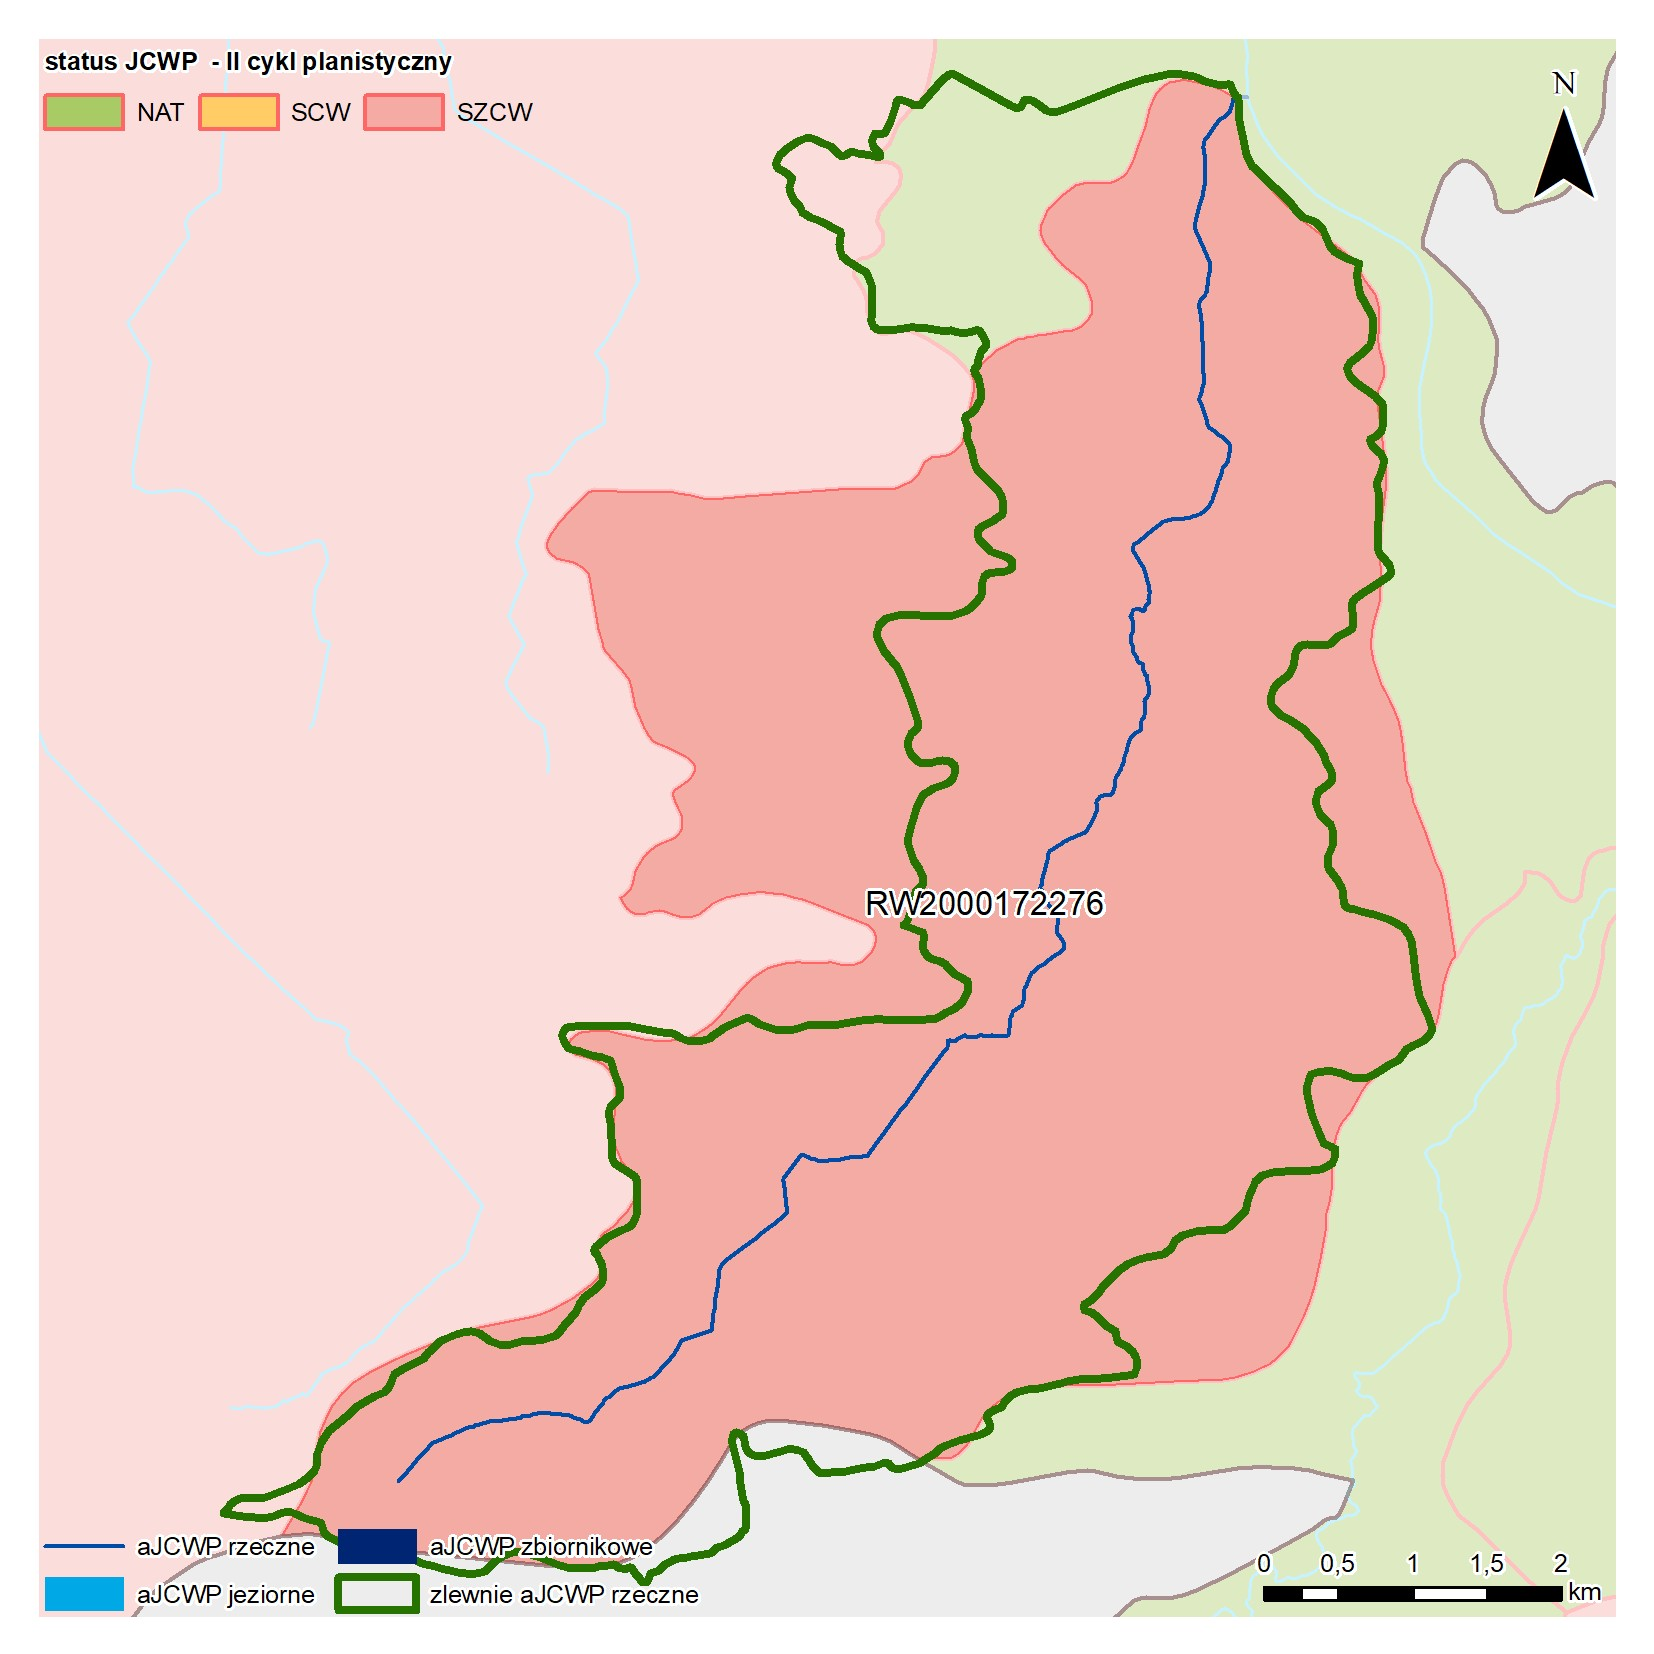 status JCWP - II cykl planistyczny
NAT SCW SZCW
N
RW2000172276
aJCWP rzeczne aJCWP zbiornikowe
aJCWP jeziorne zlewnie aJCWP rzeczne
0 0,5 1 1,5 2
km